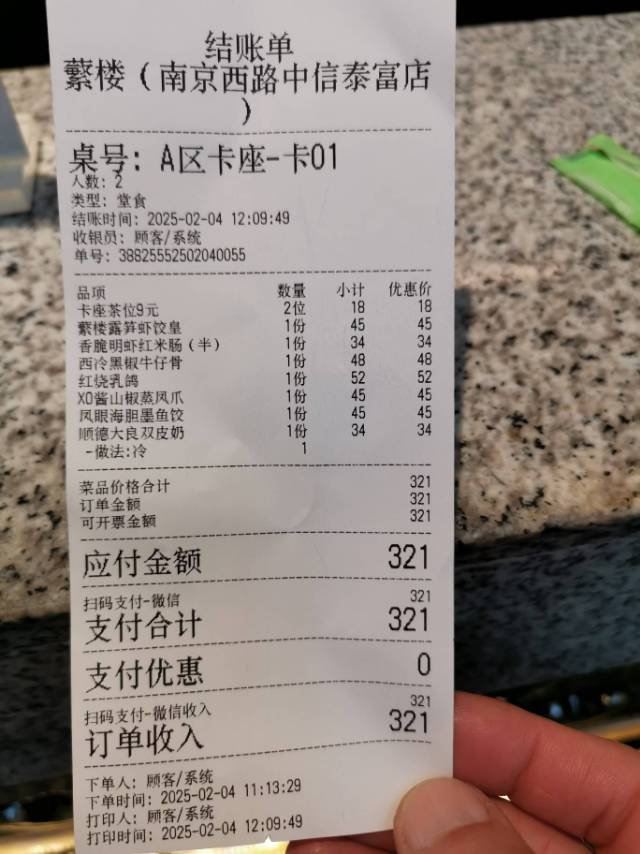 结账单
蘩楼（南京西路中信泰富店
）
桌号: A区卡座-卡01
人数: 2
类型: 堂食
结账时间: 2025-02-04 12:09:49
收银员: 顾客/系统
单号: 38825552502040055
品项 数量 小计 优惠价
卡座茶位9元 2位 18 18
蘩楼露笋虾饺皇 1份 45 45
香脆明虾红米肠（半） 1份 34 34
西冷黑椒牛仔骨 1份 48 48
红烧乳鸽 1份 52 52
XO酱山椒蒸凤爪 1份 45 45
凤眼海胆墨鱼饺 1份 45 45
顺德大良双皮奶 1份 34 34
-做法:冷 1
菜品价格合计 321
订单金额 321
可开票金额 321
应付金额 321
扫码支付-微信 321
支付合计 321
支付优惠 0
扫码支付-微信收入 321
订单收入 321
下单人: 顾客/系统
下单时间: 2025-02-04 11:13:29
打印人: 顾客/系统
打印时间: 2025-02-04 12:09:49